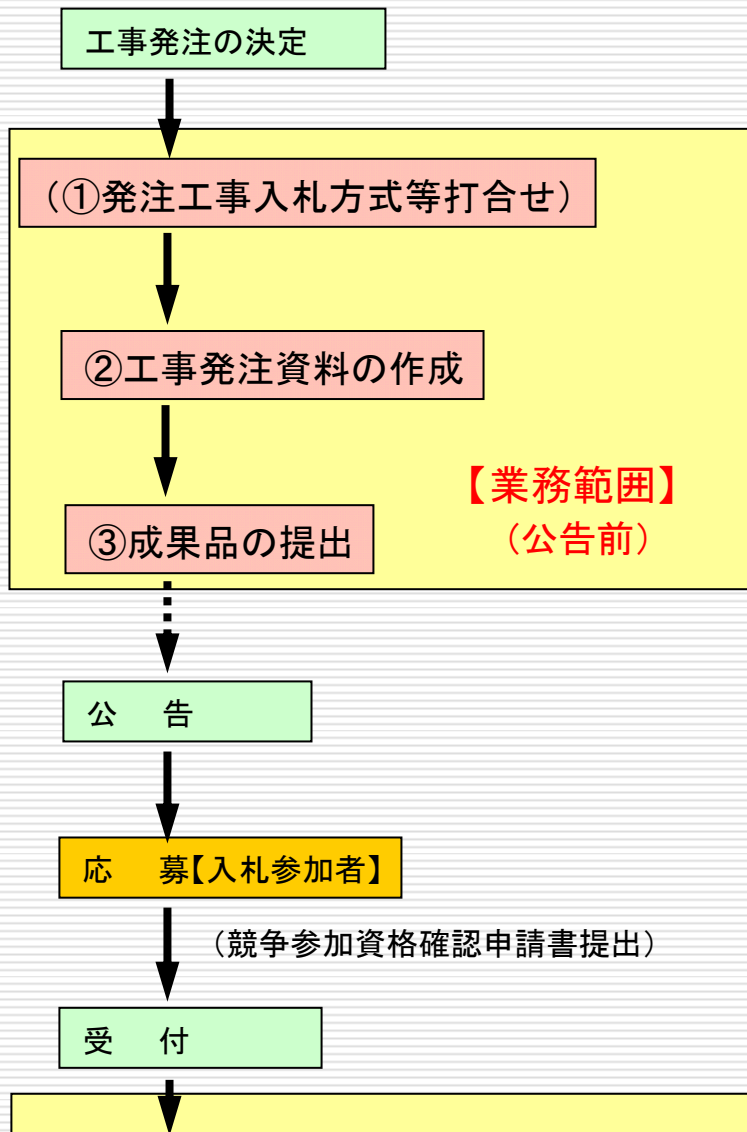 工事発注の決定
（①発注工事入札方式等打合せ）
②工事発注資料の作成
【業務範囲】
（公告前）
③成果品の提出
公　告
応　募【入札参加者】
（競争参加資格確認申請書提出）
受　付